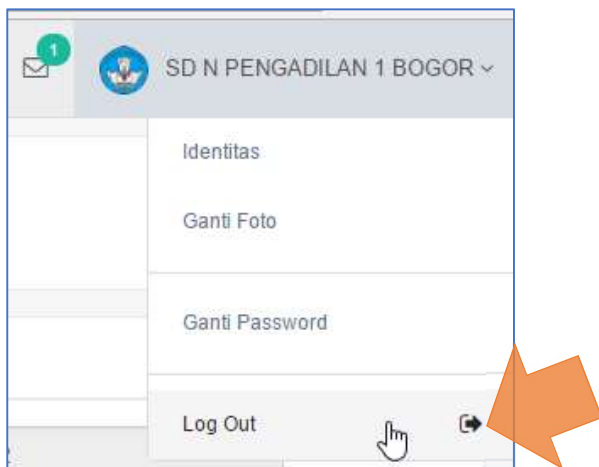 1
SD N PENGADILAN 1 BOGOR
Identitas
Ganti Foto
Ganti Password
Log Out